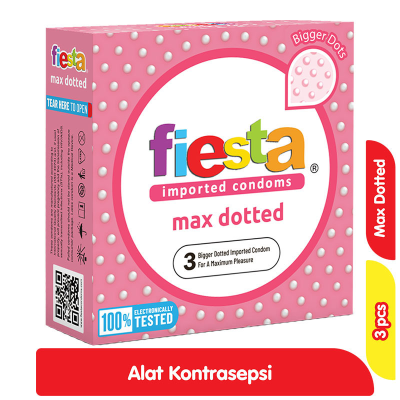 fiesta
max dotted
TEAR HERE TO OPEN
Bigger Dots
fiesta®
imported condoms
max dotted
3 Bigger Dotted Imported Condom
For A Maximum Pleasure
100% ELECTRONICALLY
TESTED
Max Dotted
3 pcs
Alat Kontrasepsi